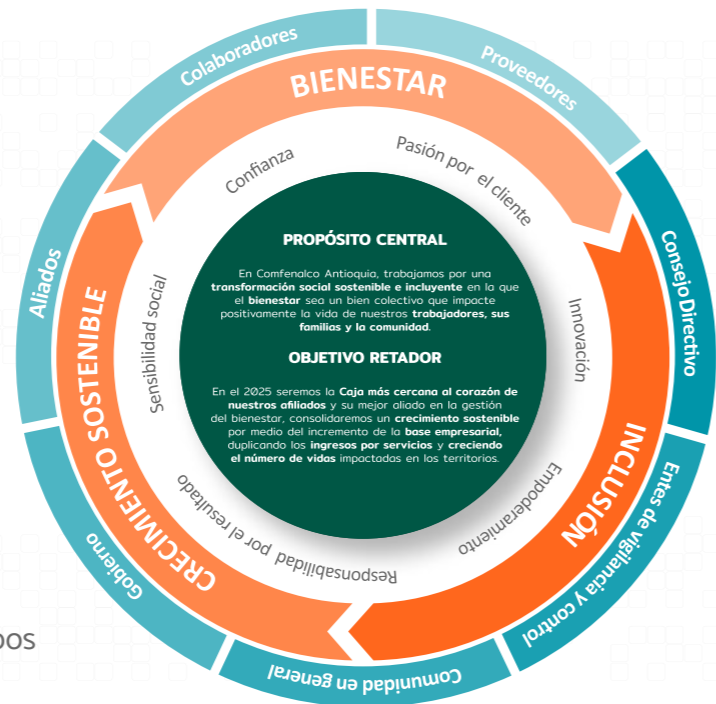 Colaboradores
Proveedores
Consejo Directivo
Entes de vigilancia y control
Comunidad en general
Gobierno
Aliados
BIENESTAR
INCLUSIÓN
CRECIMIENTO SOSTENIBLE
Confianza
Pasión por el cliente
Innovación
Empoderamiento
Responsabilidad por el resultado
Sensibilidad social
PROPÓSITO CENTRAL
En Comfenalco Antioquia, trabajamos por una
transformación social sostenible e incluyente en la que
el bienestar sea un bien colectivo que impacte
positivamente la vida de nuestros trabajadores, sus
familias y la comunidad.
OBJETIVO RETADOR
En el 2025 seremos la Caja más cercana al corazón de
nuestros afiliados y su mejor aliado en la gestión
del bienestar, consolidaremos un crecimiento sostenible
por medio del incremento de la base empresarial,
duplicando los ingresos por servicios y creciendo
el número de vidas impactadas en los territorios.